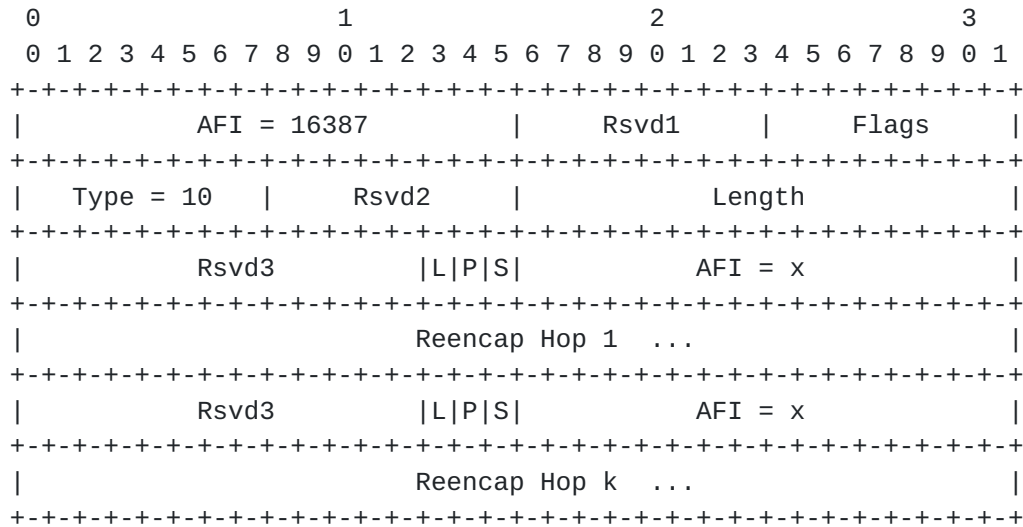 0                   1                   2                   3
 0 1 2 3 4 5 6 7 8 9 0 1 2 3 4 5 6 7 8 9 0 1 2 3 4 5 6 7 8 9 0 1
+-+-+-+-+-+-+-+-+-+-+-+-+-+-+-+-+-+-+-+-+-+-+-+-+-+-+-+-+-+-+-+-+
|           AFI = 16387         |     Rsvd1     |     Flags     |
+-+-+-+-+-+-+-+-+-+-+-+-+-+-+-+-+-+-+-+-+-+-+-+-+-+-+-+-+-+-+-+-+
|   Type = 10   |     Rsvd2     |            Length             |
+-+-+-+-+-+-+-+-+-+-+-+-+-+-+-+-+-+-+-+-+-+-+-+-+-+-+-+-+-+-+-+-+
|           Rsvd3         |L|P|S|           AFI = x             |
+-+-+-+-+-+-+-+-+-+-+-+-+-+-+-+-+-+-+-+-+-+-+-+-+-+-+-+-+-+-+-+-+
|                         Reencap Hop 1  ...                    |
+-+-+-+-+-+-+-+-+-+-+-+-+-+-+-+-+-+-+-+-+-+-+-+-+-+-+-+-+-+-+-+-+
|           Rsvd3         |L|P|S|           AFI = x             |
+-+-+-+-+-+-+-+-+-+-+-+-+-+-+-+-+-+-+-+-+-+-+-+-+-+-+-+-+-+-+-+-+
|                         Reencap Hop k  ...                    |
+-+-+-+-+-+-+-+-+-+-+-+-+-+-+-+-+-+-+-+-+-+-+-+-+-+-+-+-+-+-+-+-+